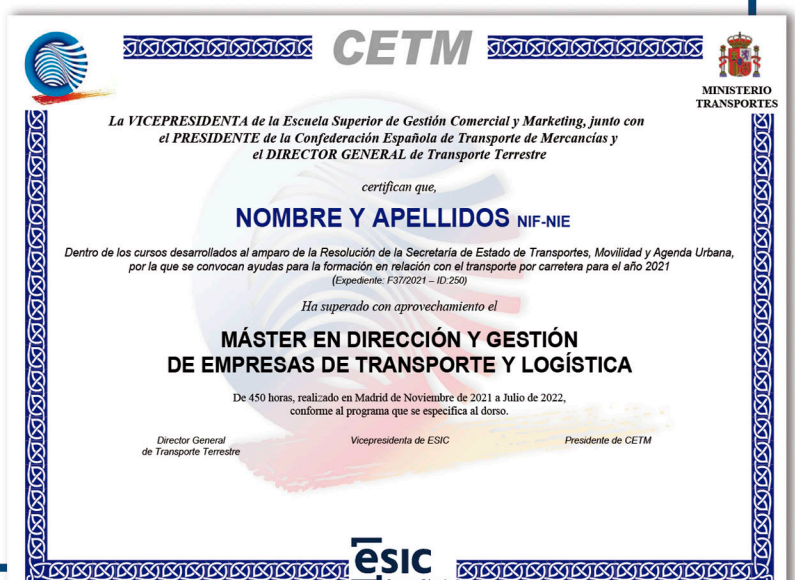 CETM
MINISTERIO
TRANSPORTES
La VICEPRESIDENTA de la Escuela Superior de Gestión Comercial y Marketing, junto con
el PRESIDENTE de la Confederación Española de Transporte de Mercancías y
el DIRECTOR GENERAL de Transporte Terrestre
certifican que,
NOMBRE Y APELLIDOS NIF-NIE
Dentro de los cursos desarrollados al amparo de la Resolución de la Secretaría de Estado de Transportes, Movilidad y Agenda Urbana,
por la que se convocan ayudas para la formación en relación con el transporte por carretera para el año 2021
(Expediente: F37/2021 – ID:250)
Ha superado con aprovechamiento el
MÁSTER EN DIRECCIÓN Y GESTIÓN
DE EMPRESAS DE TRANSPORTE Y LOGÍSTICA
De 450 horas, realizado en Madrid de Noviembre de 2021 a Julio de 2022,
conforme al programa que se especifica al dorso.
Director General
de Transporte Terrestre
Vicepresidenta de ESIC
Presidente de CETM
esic